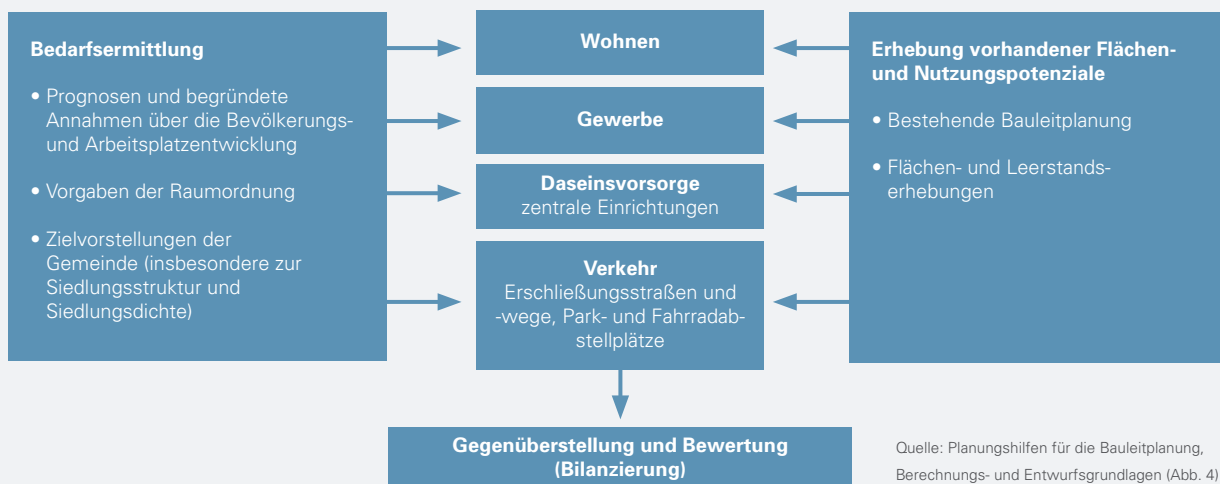 Bedarfsermittlung
• Prognosen und begründete
Annahmen über die Bevölkerungs-
und Arbeitsplatzentwicklung
• Vorgaben der Raumordnung
• Zielvorstellungen der
Gemeinde (insbesondere zur
Siedlungsstruktur und
Siedlungsdichte)
Wohnen
Gewerbe
Daseinsvorsorge
zentrale Einrichtungen
Verkehr
Erschließungsstraßen und
-wege, Park- und Fahrradab-
stellplätze
Erhebung vorhandener Flächen-
und Nutzungspotenziale
• Bestehende Bauleitplanung
• Flächen- und Leerstands-
erhebungen
Gegenüberstellung und Bewertung
(Bilanzierung)
Quelle: Planungshilfen für die Bauleitplanung,
Berechnungs- und Entwurfsgrundlagen (Abb. 4)